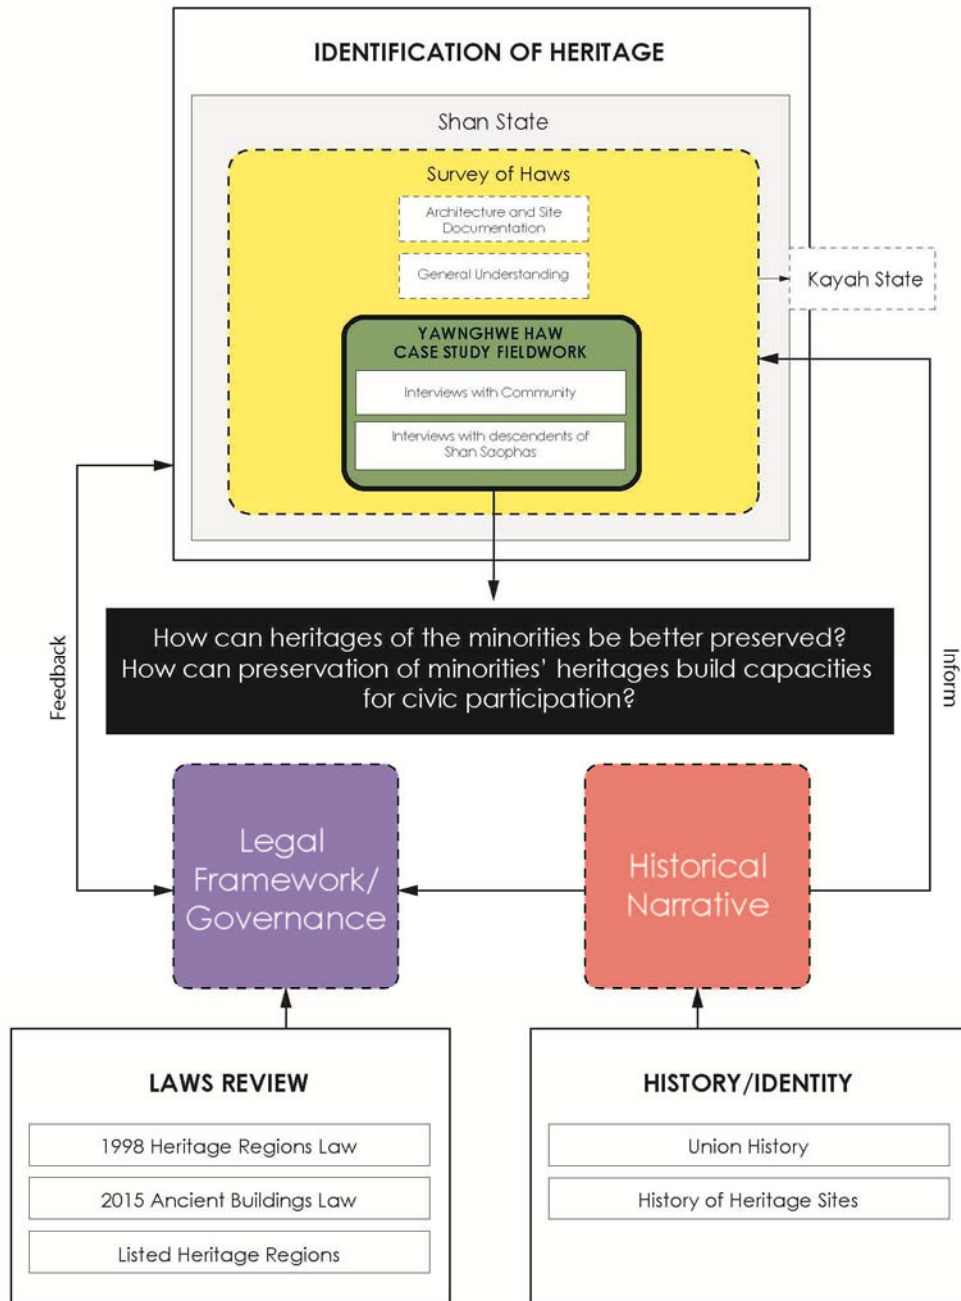 IDENTIFICATION OF HERITAGE
Shan State
Survey of Haws
Architecture and Site
Documentation
General Understanding
Kayah State
YAWNGHWE HAW
CASE STUDY FIELDWORK
Interviews with Community
Interviews with descendents of
Shan Saophas
Feedback
How can heritages of the minorities be better preserved?
How can preservation of minorities' heritages build capacities
for civic participation?
Inform
Legal
Framework/
Governance
Historical
Narrative
LAWS REVIEW
1998 Heritage Regions Law
2015 Ancient Buildings Law
Listed Heritage Regions
HISTORY/IDENTITY
Union History
History of Heritage Sites